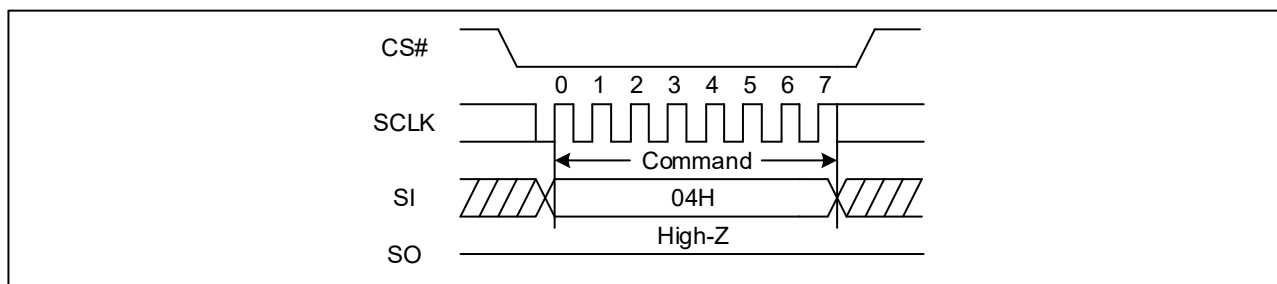 CS#
0 1 2 3 4 5 6 7
SCLK
Command
SI
04H
High-Z
SO